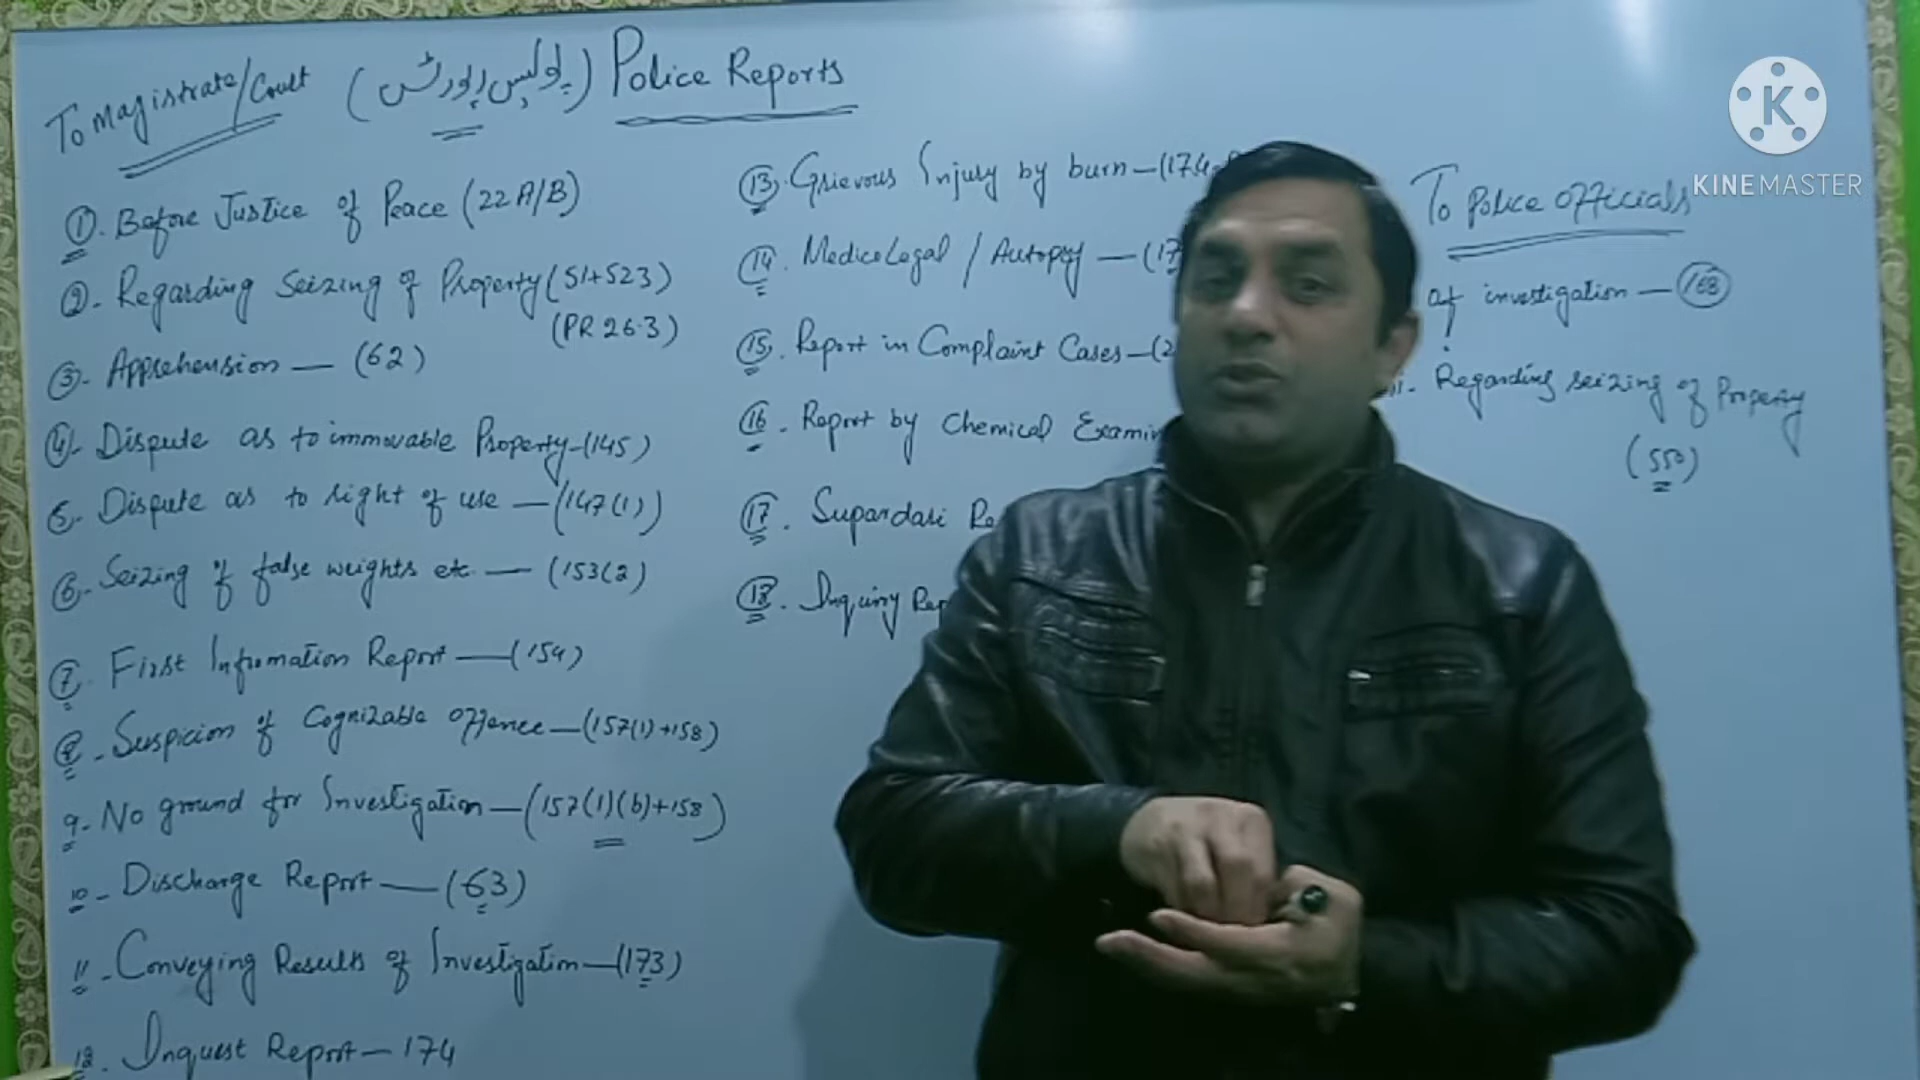 To Magistrate/Court (پولیس رپورٹس) Police Reports
1. Before Justice of Peace (22 A/B)
2- Regarding Seizing of Property (51+523)
(PR 26.3)
3- Apprehension — (62)
4- Dispute as to immovable Property-(145)
5- Dispute as to right of use — (147(1))
6- Seizing of false weights etc — (153(2)
7. First Information Report — (154)
8- Suspicion of Cognizable offence — (157(1)+158)
9- No ground for Investigation — (157(1)(b)+158)
10- Discharge Report — (63)
11- Conveying Results of Investigation — (173)
12. Inquest Report — 174
13. Grievous Injury by burn — (174-
14. Medicolegal / Autopsy — (17
15. Report in Complaint Cases — (2
16. Report by Chemical Examin
17. Supardari Re
18. Inquiry Rep
To Police Officials
of investigation — 168
Regarding seizing of Property
(550)
K
KINEMASTER